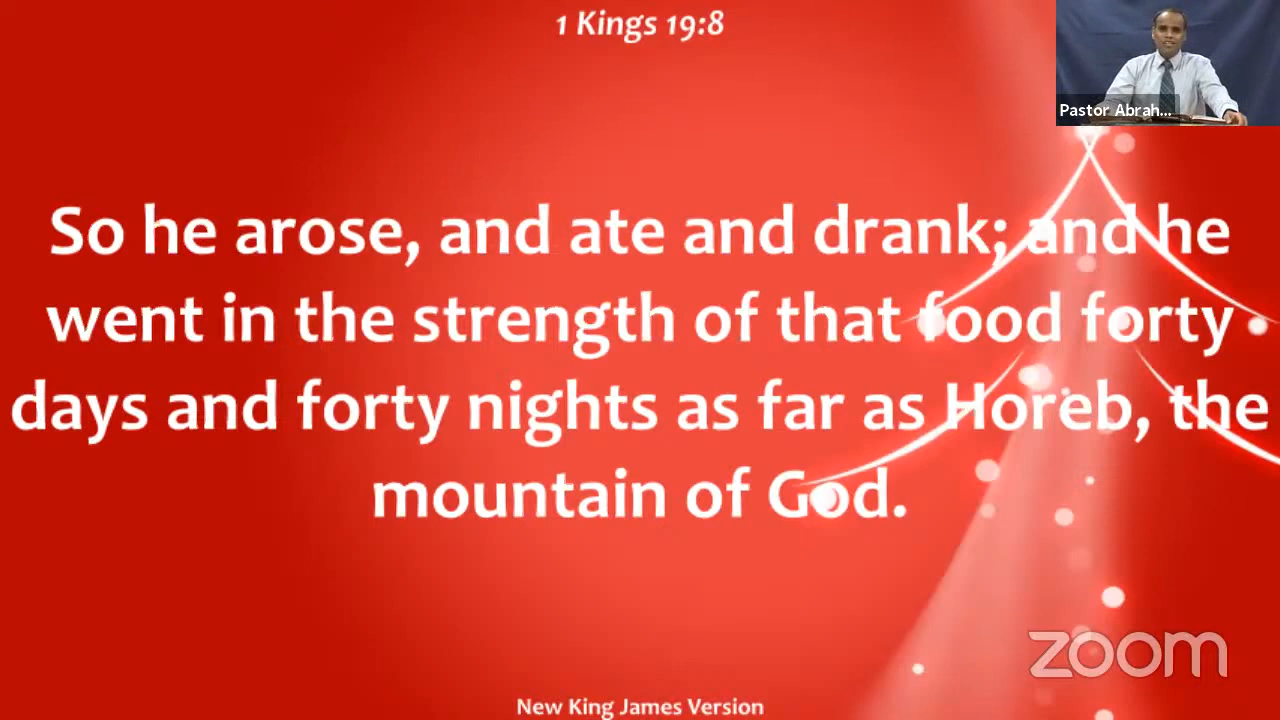 1 Kings 19:8
Pastor Abrah...
So he arose, and ate and drank; and he
went in the strength of that food forty
days and forty nights as far as Horeb, the
mountain of God.
zoom
New King James Version